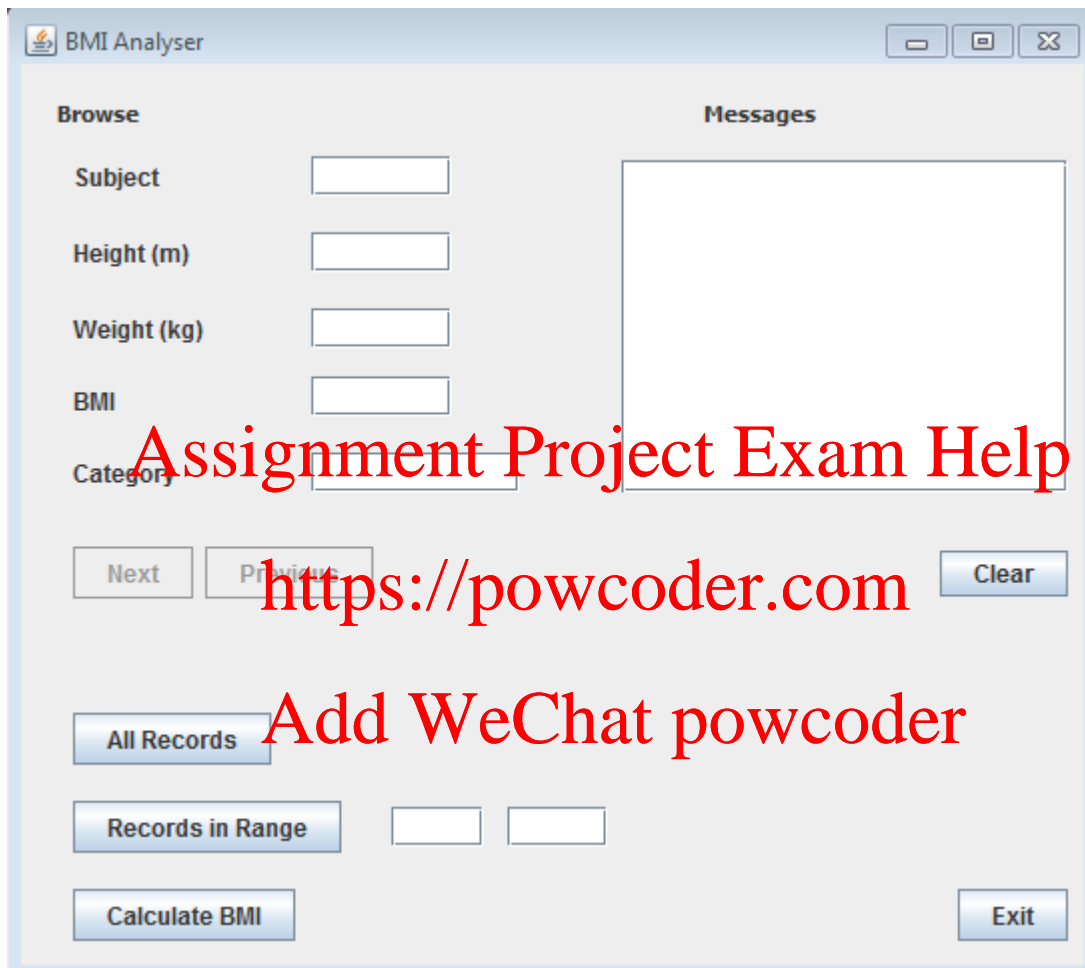 BMI Analyser
Browse
Messages
Subject
Height (m)
Weight (kg)
BMI
Category
Assignment Project Exam Help
Next
Previous
https://powcoder.com
Clear
All Records
Add WeChat powcoder
Records in Range
Calculate BMI
Exit